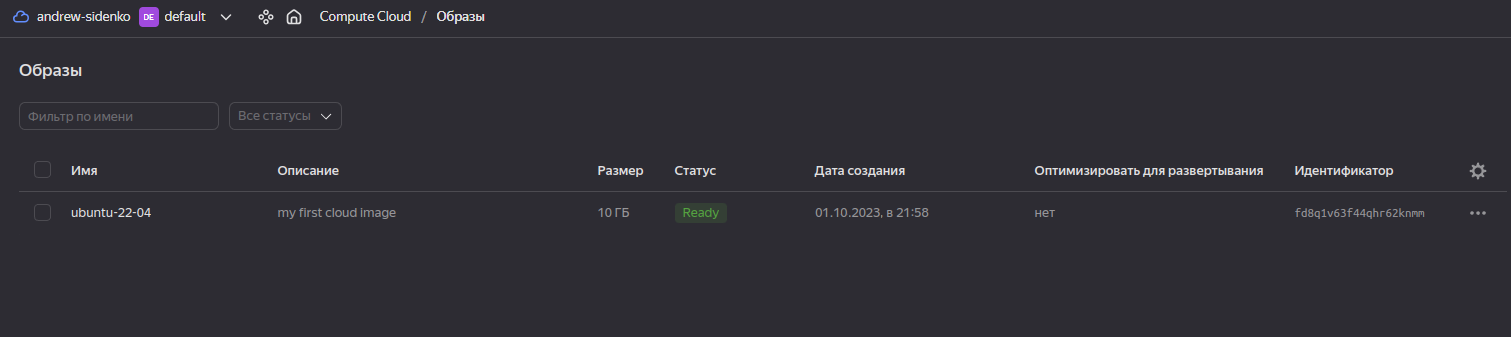 andrew-sidenko DE default Compute Cloud / Образы
Образы
Фильтр по имени Все статусы
Имя Описание Размер Статус Дата создания Оптимизировать для развертывания Идентификатор
ubuntu-22-04 my first cloud image 10 ГБ Ready 01.10.2023, в 21:58 нет fd8q1v63f44qhr62knmm